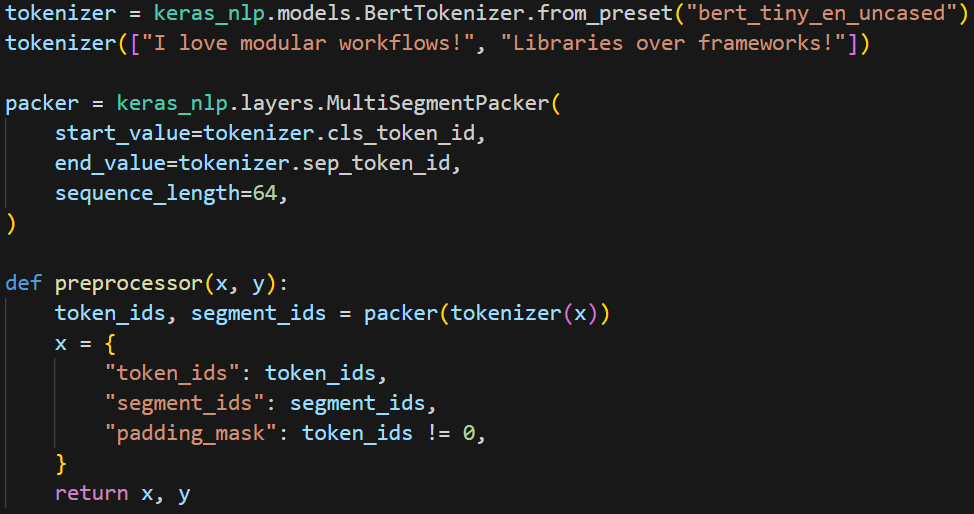 tokenizer = keras_nlp.models.BertTokenizer.from_preset("bert_tiny_en_uncased")
tokenizer(["I love modular workflows!", "Libraries over frameworks!"])

packer = keras_nlp.layers.MultiSegmentPacker(
    start_value=tokenizer.cls_token_id,
    end_value=tokenizer.sep_token_id,
    sequence_length=64,
)

def preprocessor(x, y):
    token_ids, segment_ids = packer(tokenizer(x))
    x = {
        "token_ids": token_ids,
        "segment_ids": segment_ids,
        "padding_mask": token_ids != 0,
    }
    return x, y